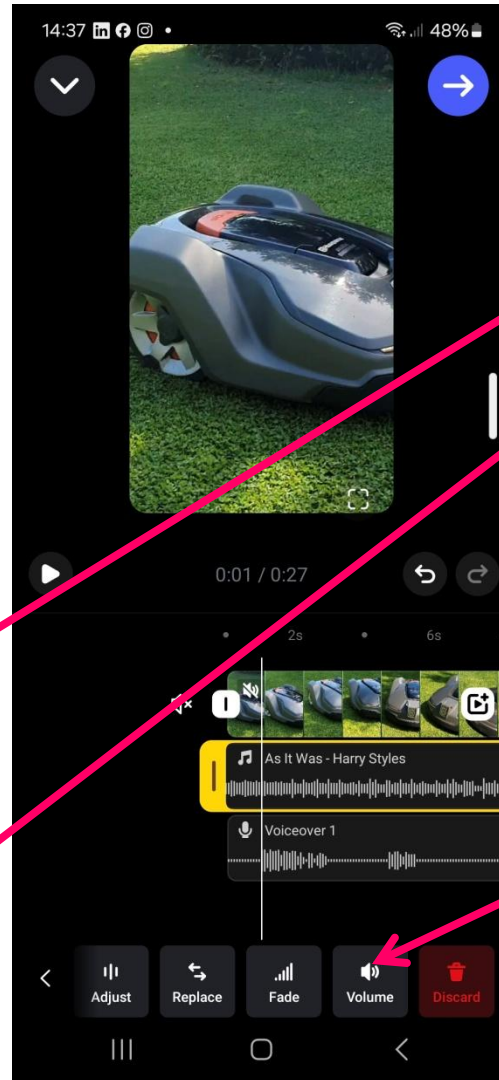 14:37
48%
0:01 / 0:27
2s
6s
As It Was - Harry Styles
Voiceover 1
Adjust
Replace
Fade
Volume
Discard